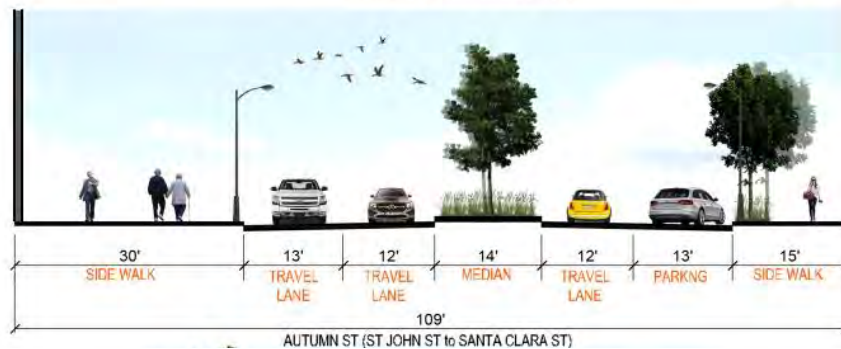 30' 13' 12' 14' 12' 13' 15'
SIDE WALK TRAVEL LANE TRAVEL LANE MEDIAN TRAVEL LANE PARKNG SIDE WALK
109'
AUTUMN ST (ST JOHN ST to SANTA CLARA ST)